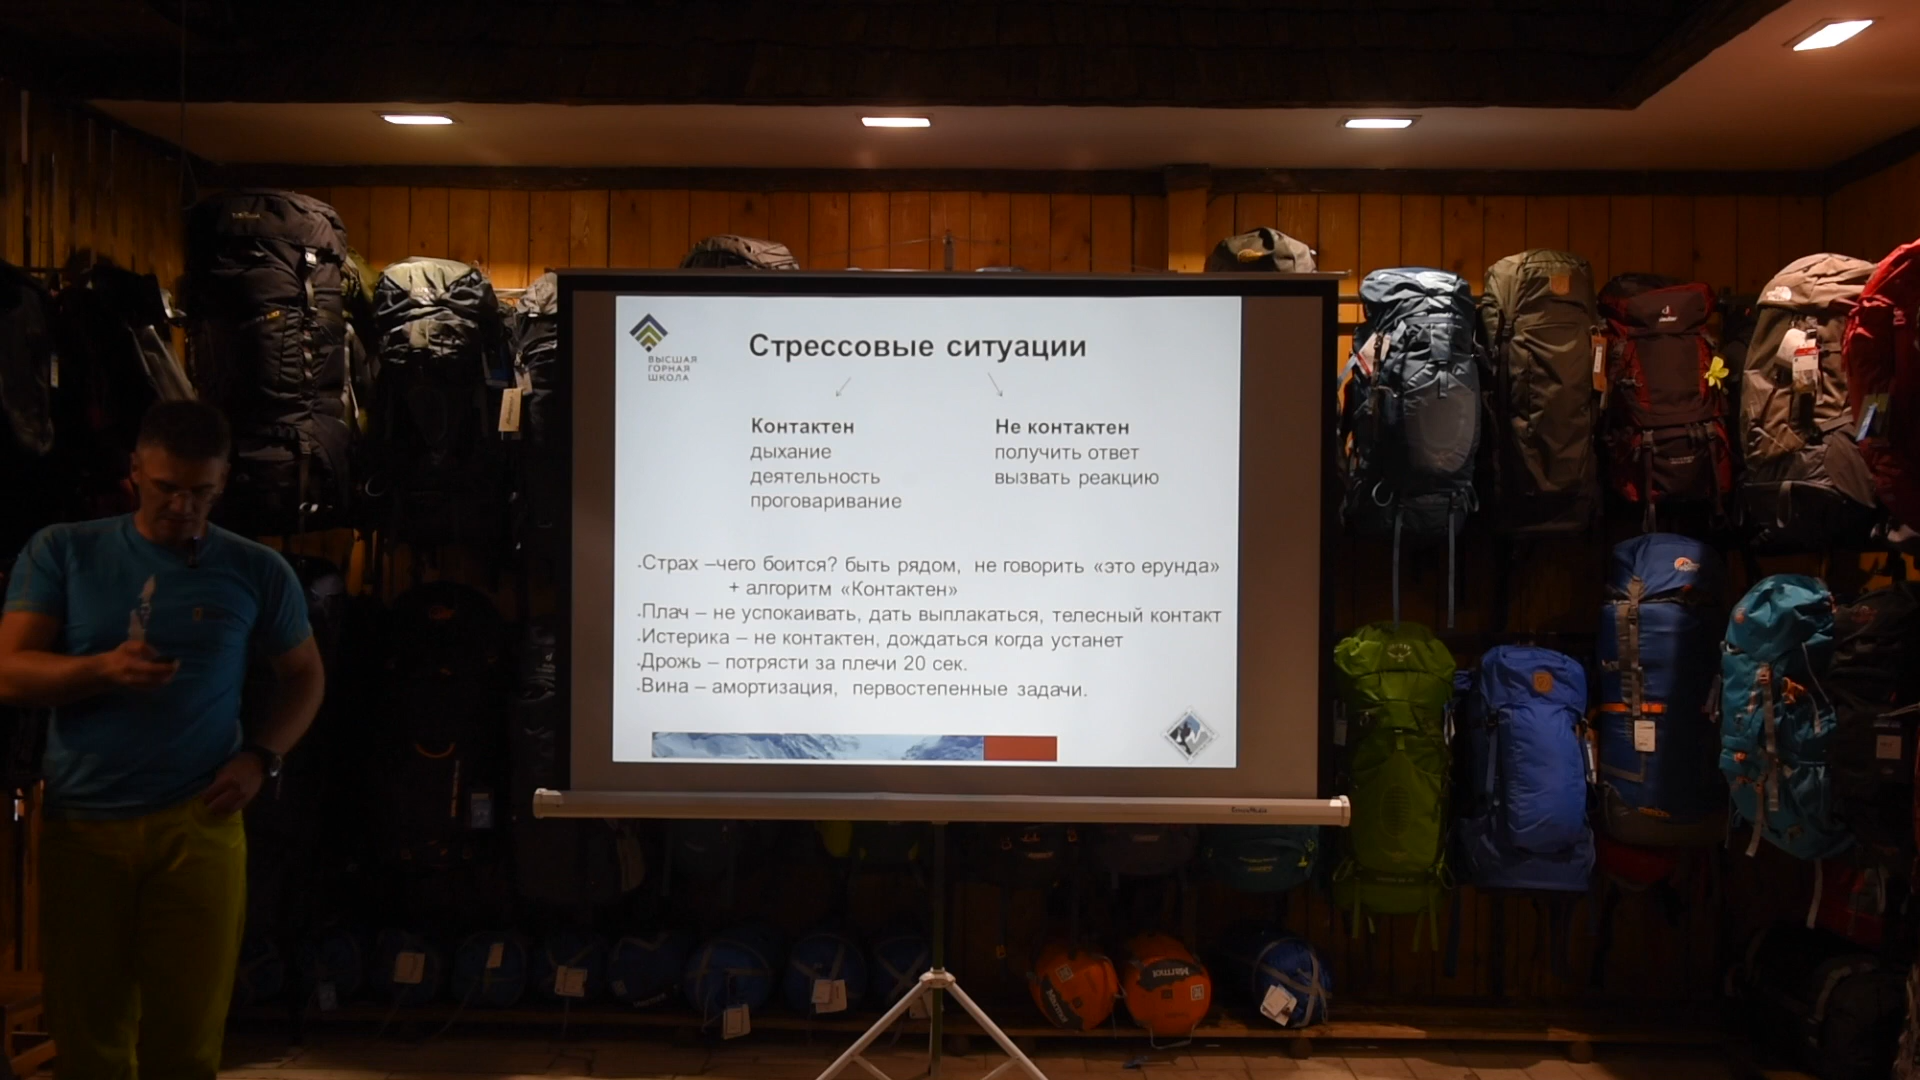 ВЫСШАЯ
ГОРНАЯ
ШКОЛА
Стрессовые ситуации
Контактен
дыхание
деятельность
проговаривание
Не контактен
получить ответ
вызвать реакцию
Страх –чего боится? быть рядом, не говорить «это ерунда»
+ алгоритм «Контактен»
Плач – не успокаивать, дать выплакаться, телесный контакт
Истерика – не контактен, дождаться когда устанет
Дрожь – потрясти за плечи 20 сек.
Вина – амортизация, первостепенные задачи.
Marmot